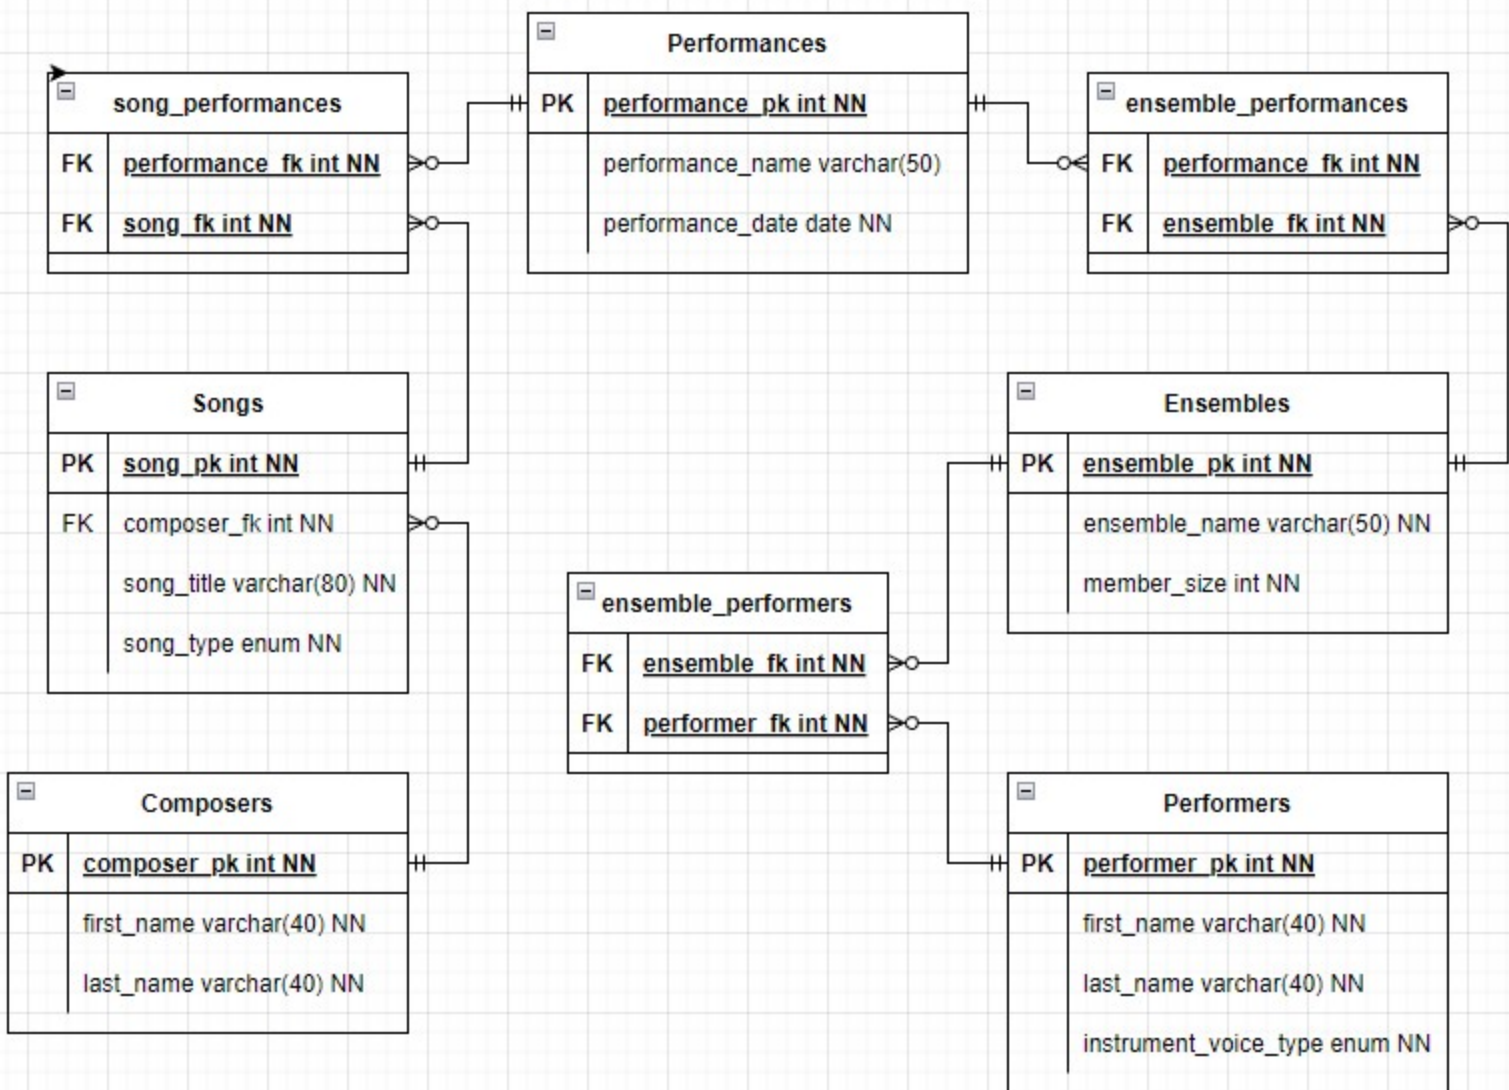 Performances
PK performance_pk int NN
performance_name varchar(50)
performance_date date NN
song_performances
FK performance_fk int NN
FK song_fk int NN
ensemble_performances
FK performance_fk int NN
FK ensemble_fk int NN
Songs
PK song_pk int NN
FK composer_fk int NN
song_title varchar(80) NN
song_type enum NN
Ensembles
PK ensemble_pk int NN
ensemble_name varchar(50) NN
member_size int NN
ensemble_performers
FK ensemble_fk int NN
FK performer_fk int NN
Composers
PK composer_pk int NN
first_name varchar(40) NN
last_name varchar(40) NN
Performers
PK performer_pk int NN
first_name varchar(40) NN
last_name varchar(40) NN
instrument_voice_type enum NN